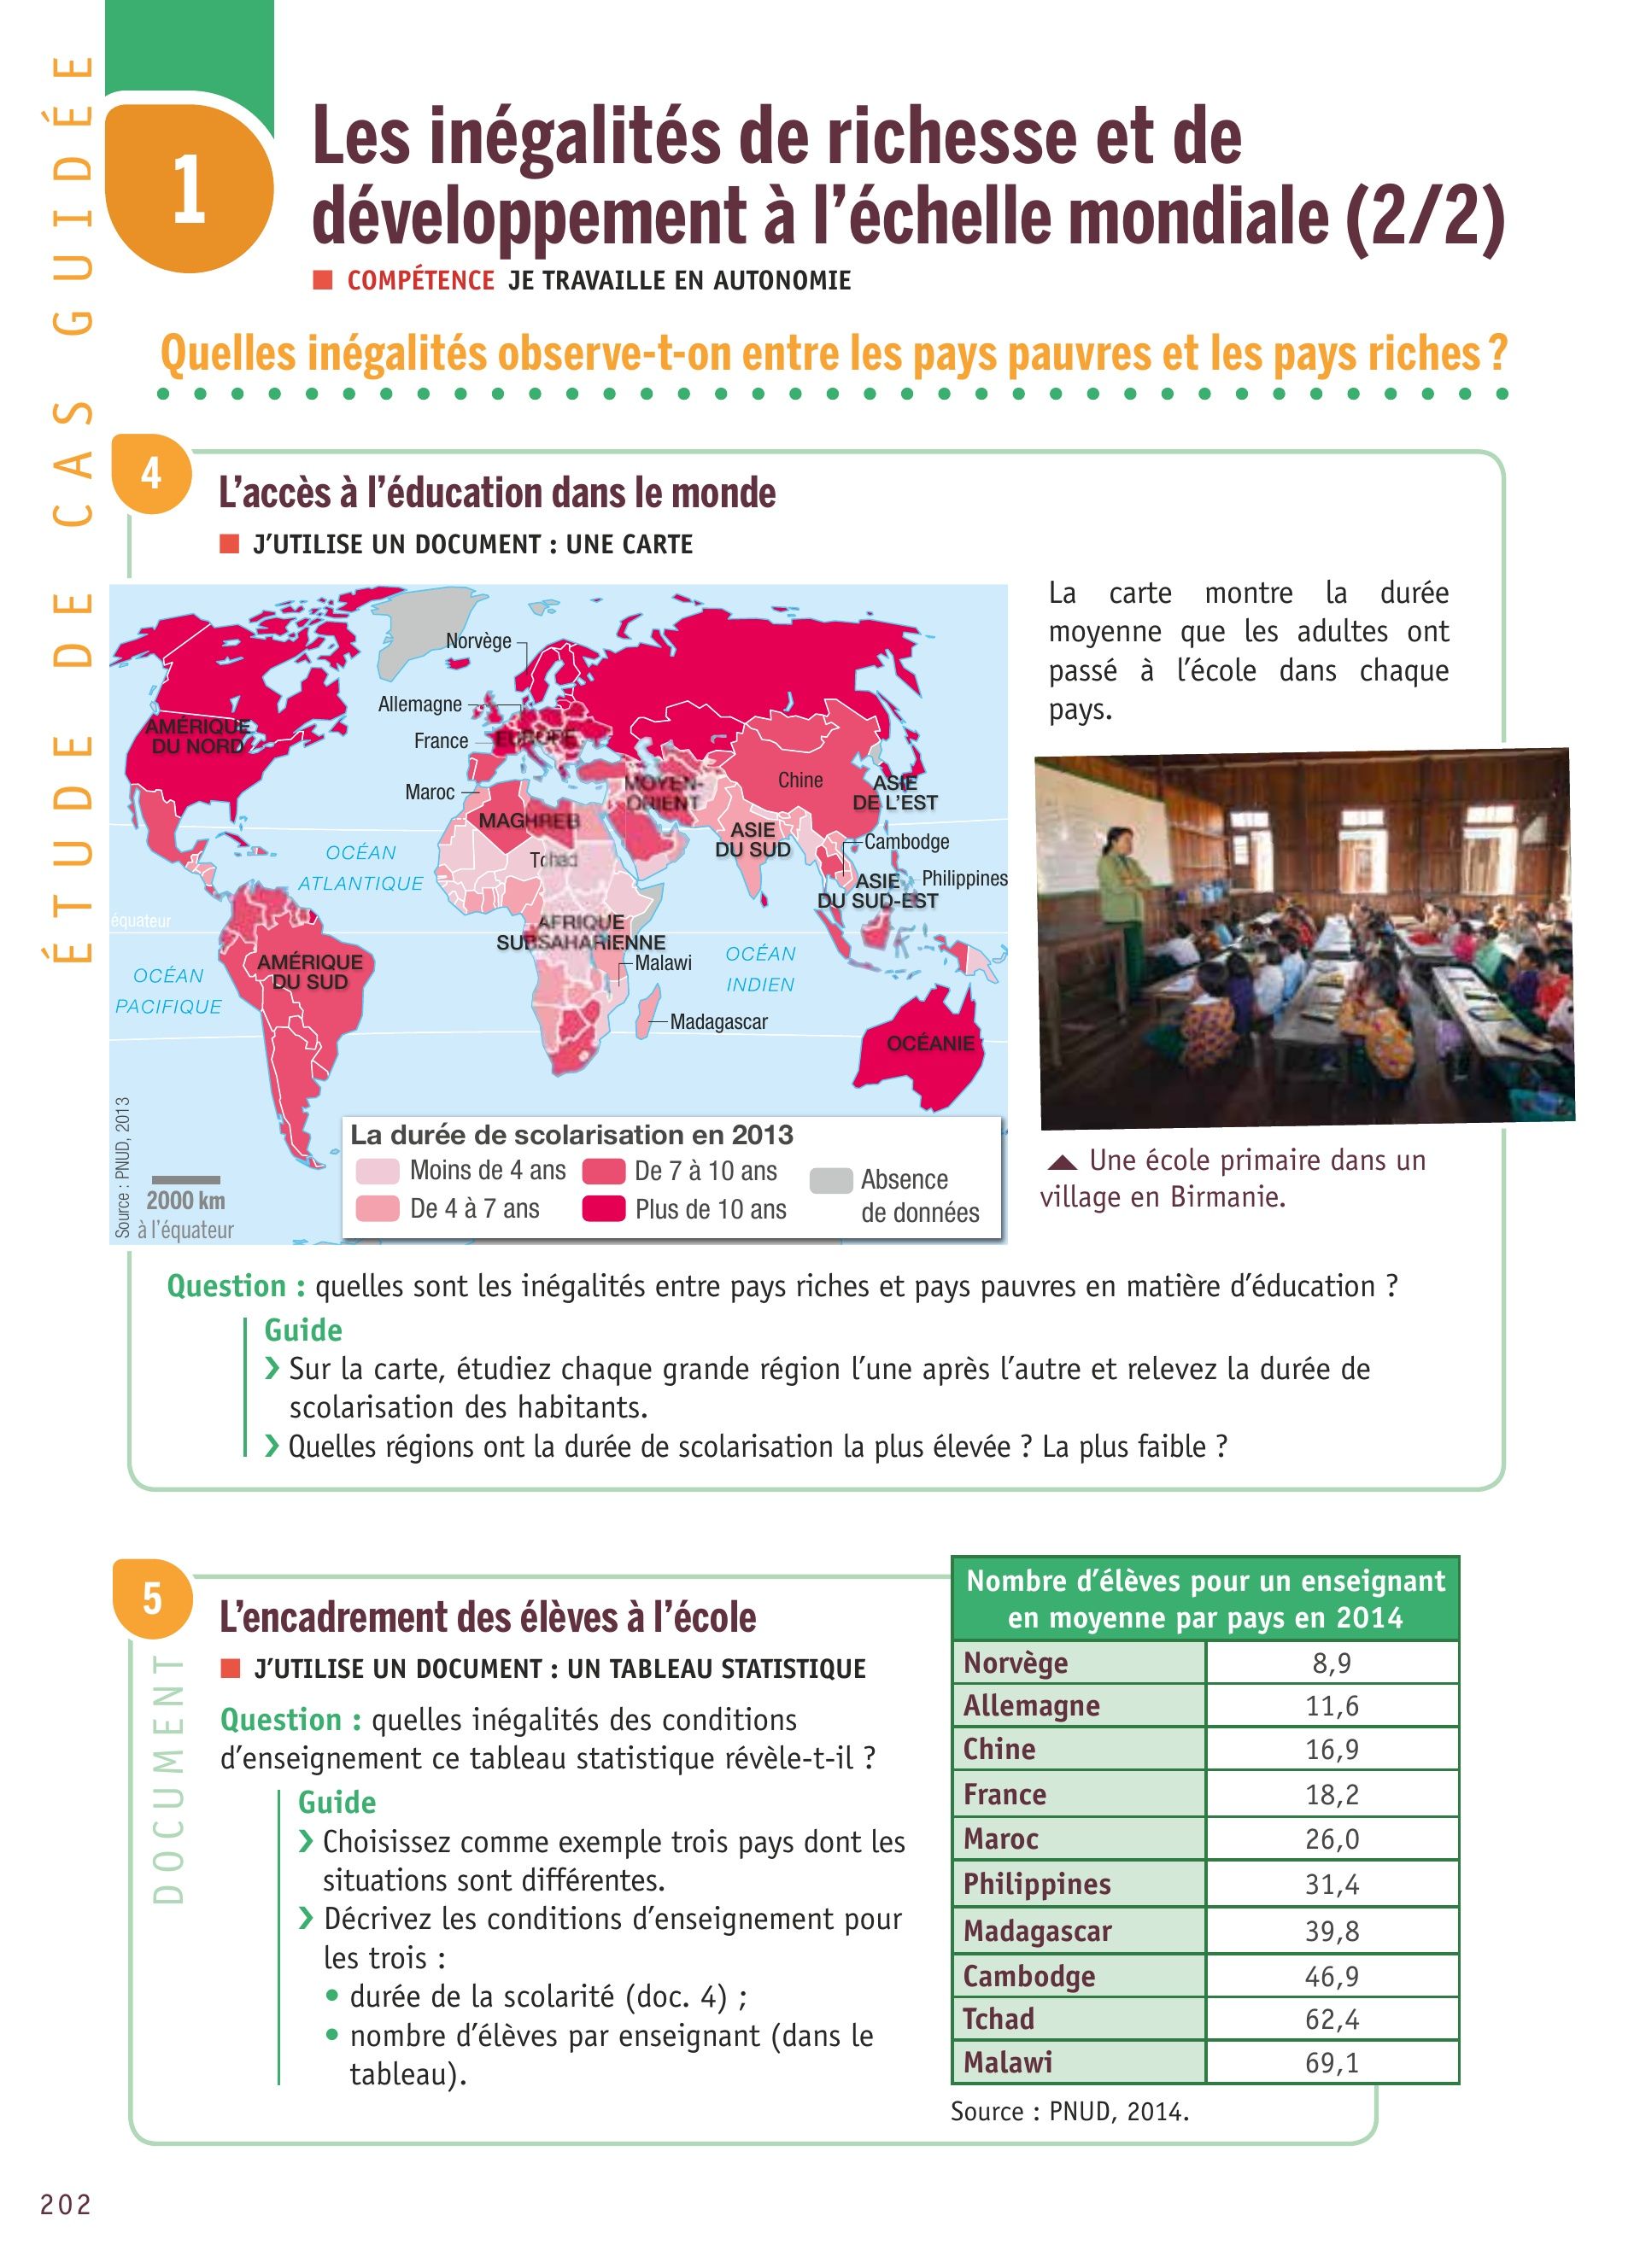 ÉTUDE DE CAS GUIDÉE
1
Les inégalités de richesse et de
développement à l'échelle mondiale (2/2)
COMPÉTENCE JE TRAVAILLE EN AUTONOMIE
Quelles inégalités observe-t-on entre les pays pauvres et les pays riches ?
4
L'accès à l'éducation dans le monde
J'UTILISE UN DOCUMENT : UNE CARTE
La carte montre la durée
moyenne que les adultes ont
passé à l'école dans chaque
pays.
Norvège
Allemagne
France
Maroc
AMÉRIQUE
DU NORD
EUROPE
MOYEN-
ORIENT
MAGHREB
Tchad
Chine
ASIE
DE L'EST
ASIE
DU SUD
Cambodge
ASIE
DU SUD-EST
Philippines
OCÉAN
ATLANTIQUE
équateur
AFRIQUE
SUBSAHARIENNE
Malawi
OCÉAN
INDIEN
AMÉRIQUE
DU SUD
OCÉAN
PACIFIQUE
Madagascar
OCÉANIE
Source : PNUD, 2013
2000 km
à l'équateur
La durée de scolarisation en 2013
Moins de 4 ans
De 4 à 7 ans
De 7 à 10 ans
Plus de 10 ans
Absence
de données
Une école primaire dans un
village en Birmanie.
Question : quelles sont les inégalités entre pays riches et pays pauvres en matière d'éducation ?
Guide
❯ Sur la carte, étudiez chaque grande région l'une après l'autre et relevez la durée de
scolarisation des habitants.
❯ Quelles régions ont la durée de scolarisation la plus élevée ? La plus faible ?
5
DOCUMENT
L'encadrement des élèves à l'école
J'UTILISE UN DOCUMENT : UN TABLEAU STATISTIQUE
Question : quelles inégalités des conditions
d'enseignement ce tableau statistique révèle-t-il ?
Guide
❯ Choisissez comme exemple trois pays dont les
situations sont différentes.
❯ Décrivez les conditions d'enseignement pour
les trois :
• durée de la scolarité (doc. 4) ;
• nombre d'élèves par enseignant (dans le
tableau).
Nombre d'élèves pour un enseignant
en moyenne par pays en 2014
Norvège 8,9
Allemagne 11,6
Chine 16,9
France 18,2
Maroc 26,0
Philippines 31,4
Madagascar 39,8
Cambodge 46,9
Tchad 62,4
Malawi 69,1
Source : PNUD, 2014.
202